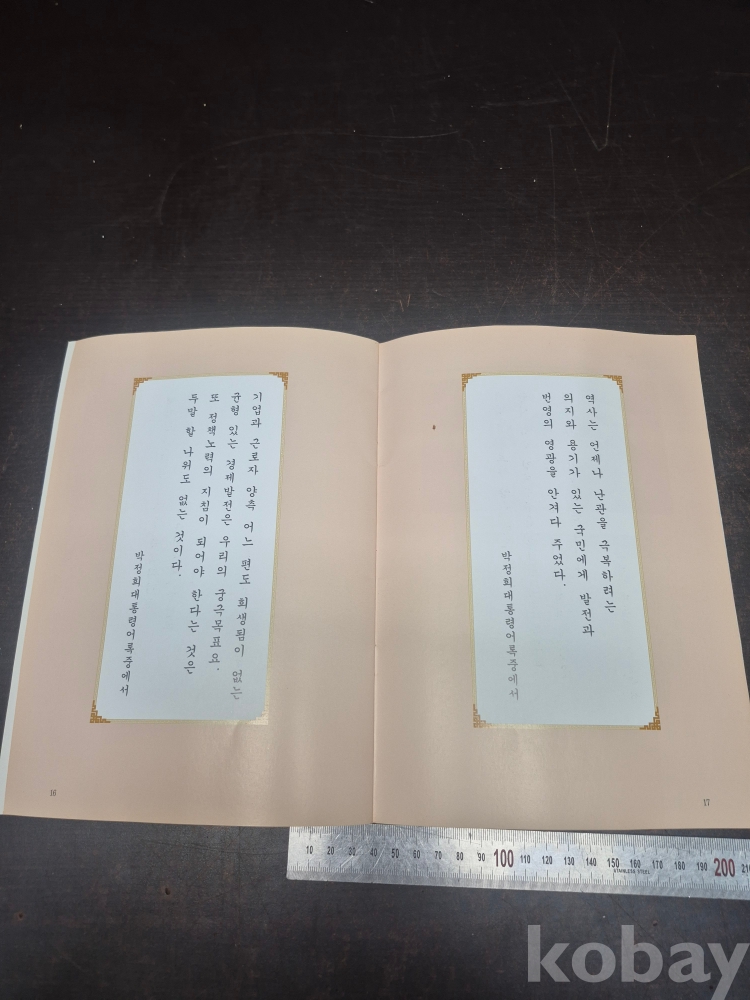 기업과 근로자 양측 어느 편도 희생됨이 없는
균형 있는 경제발전은 우리의 궁극목표요.
또 정책노력의 지침이 되어야 한다는 것은
두말 할 나위도 없는 것이다.
박정희대통령어록중에서
16
역사는 언제나 난관을 극복하려는
의지와 용기가 있는 국민에게 발전과
번영의 영광을 안겨다 주었다.
박정희대통령어록중에서
17
10 20 30 40 50 60 70 80 90 100 110 120 130 140 150 160 170 180 190 200 210
STAINLESS STEEL
kobay